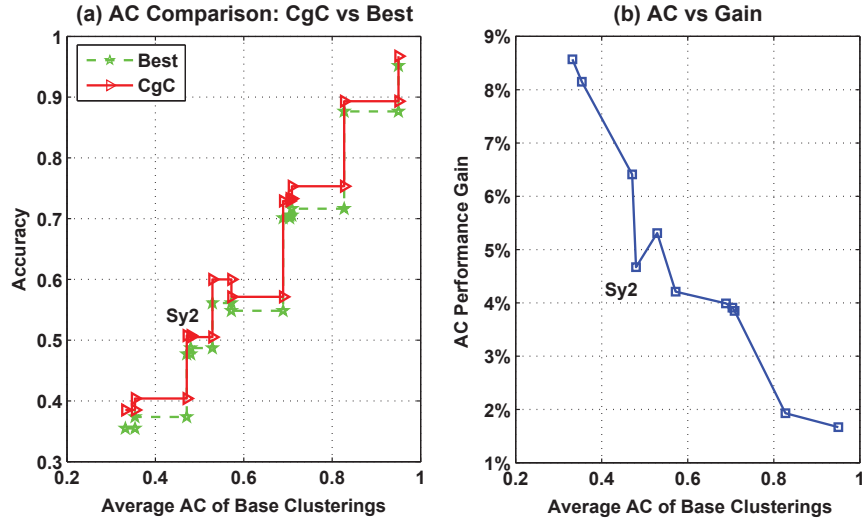 (a) AC Comparison: CgC vs Best
1
0.9
0.8
0.7
0.6
0.5
0.4
0.3
Accuracy
Best
CgC
Sy2
0.2
0.4
0.6
0.8
1
Average AC of Base Clusterings
(b) AC vs Gain
9%
8%
7%
6%
5%
4%
3%
2%
1%
AC Performance Gain
Sy2
0.2
0.4
0.6
0.8
1
Average AC of Base Clusterings